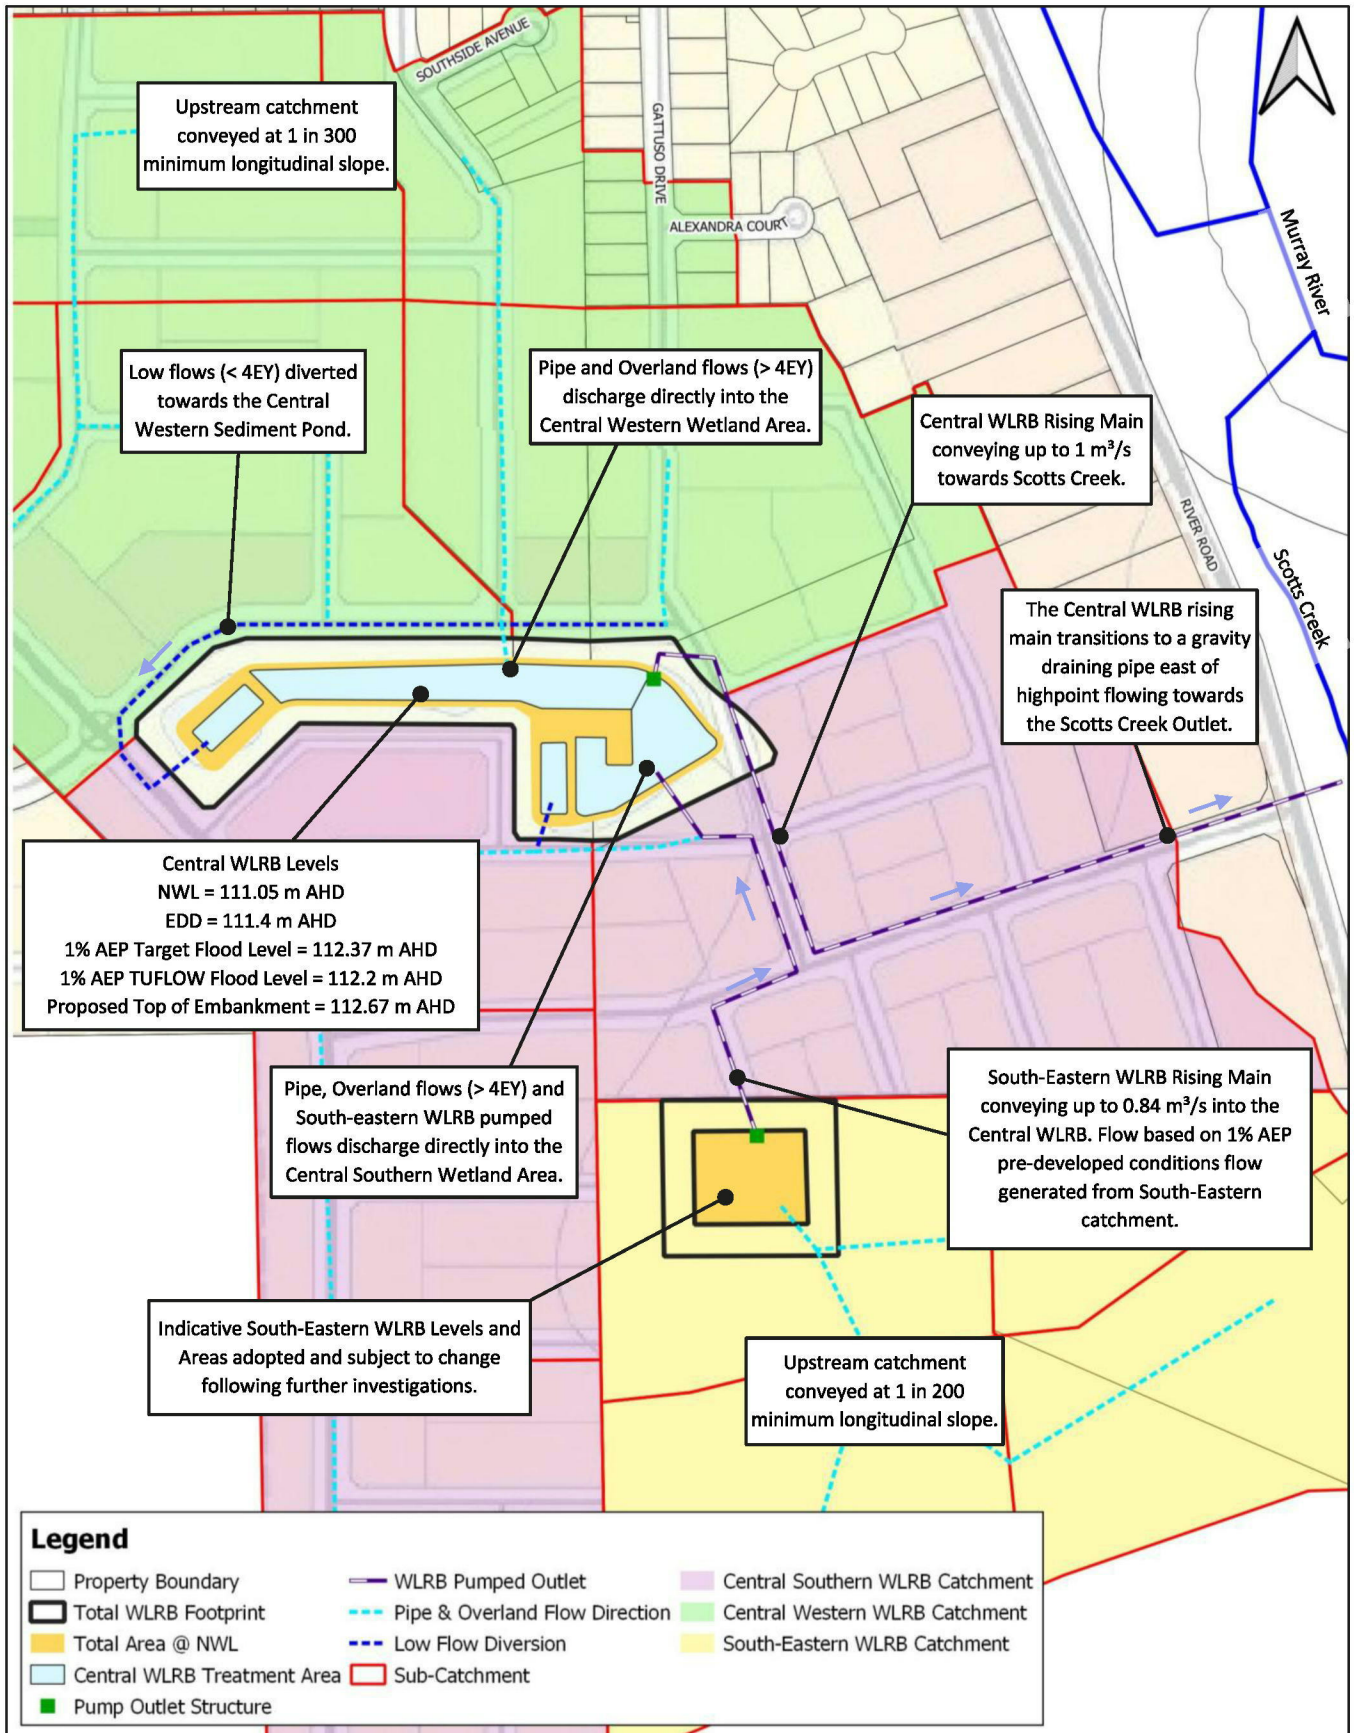 SOUTHSIDE AVENUE
Upstream catchment
conveyed at 1 in 300
minimum longitudinal slope.
GATTUSO DRIVE
ALEXANDRA COURT
Murray River
Low flows (< 4EY) diverted
towards the Central
Western Sediment Pond.
Pipe and Overland flows (> 4EY)
discharge directly into the
Central Western Wetland Area.
Central WLRB Rising Main
conveying up to 1 m³/s
towards Scotts Creek.
RIVER ROAD
Scotts Creek
The Central WLRB rising
main transitions to a gravity
draining pipe east of
highpoint flowing towards
the Scotts Creek Outlet.
Central WLRB Levels
NWL = 111.05 m AHD
EDD = 111.4 m AHD
1% AEP Target Flood Level = 112.37 m AHD
1% AEP TUFLOW Flood Level = 112.2 m AHD
Proposed Top of Embankment = 112.67 m AHD
Pipe, Overland flows (> 4EY) and
South-eastern WLRB pumped
flows discharge directly into the
Central Southern Wetland Area.
South-Eastern WLRB Rising Main
conveying up to 0.84 m³/s into the
Central WLRB. Flow based on 1% AEP
pre-developed conditions flow
generated from South-Eastern
catchment.
Indicative South-Eastern WLRB Levels and
Areas adopted and subject to change
following further investigations.
Upstream catchment
conveyed at 1 in 200
minimum longitudinal slope.
Legend
Property Boundary
Total WLRB Footprint
Total Area @ NWL
Central WLRB Treatment Area
Pump Outlet Structure
WLRB Pumped Outlet
Pipe & Overland Flow Direction
Low Flow Diversion
Sub-Catchment
Central Southern WLRB Catchment
Central Western WLRB Catchment
South-Eastern WLRB Catchment